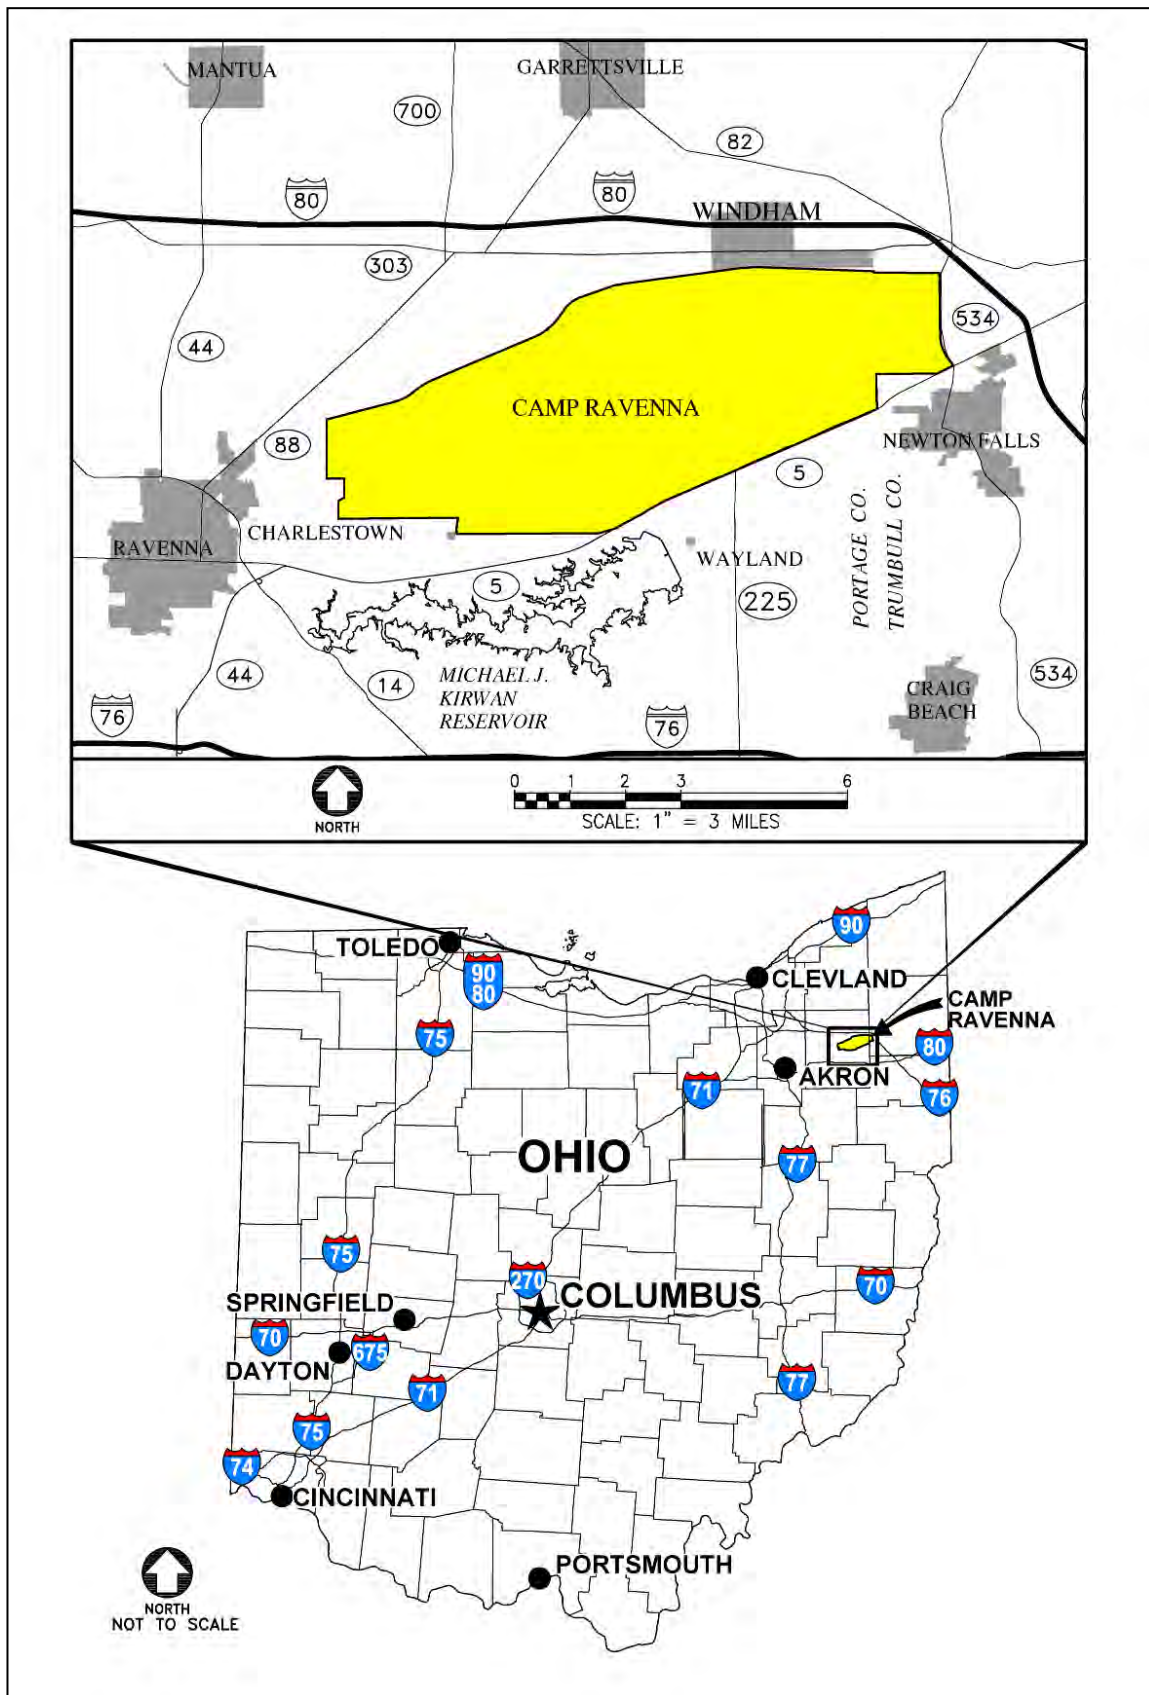 MANTUA
GARRETTSVILLE
700
82
80
80
WINDHAM
303
534
44
CAMP RAVENNA
88
NEWTON FALLS
5
PORTAGE CO.
TRUMBULL CO.
CHARLESTOWN
RAVENNA
WAYLAND
5
225
44
14
MICHAEL J.
KIRWAN
RESERVOIR
534
CRAIG
BEACH
76
76
NORTH
0 1 2 3 6
SCALE: 1" = 3 MILES
90
TOLEDO
CLEVLAND
90
80
CAMP
RAVENNA
75
80
AKRON
71
76
OHIO
77
75
270
70
COLUMBUS
SPRINGFIELD
70
675
DAYTON
71
77
75
74
CINCINNATI
PORTSMOUTH
NORTH
NOT TO SCALE